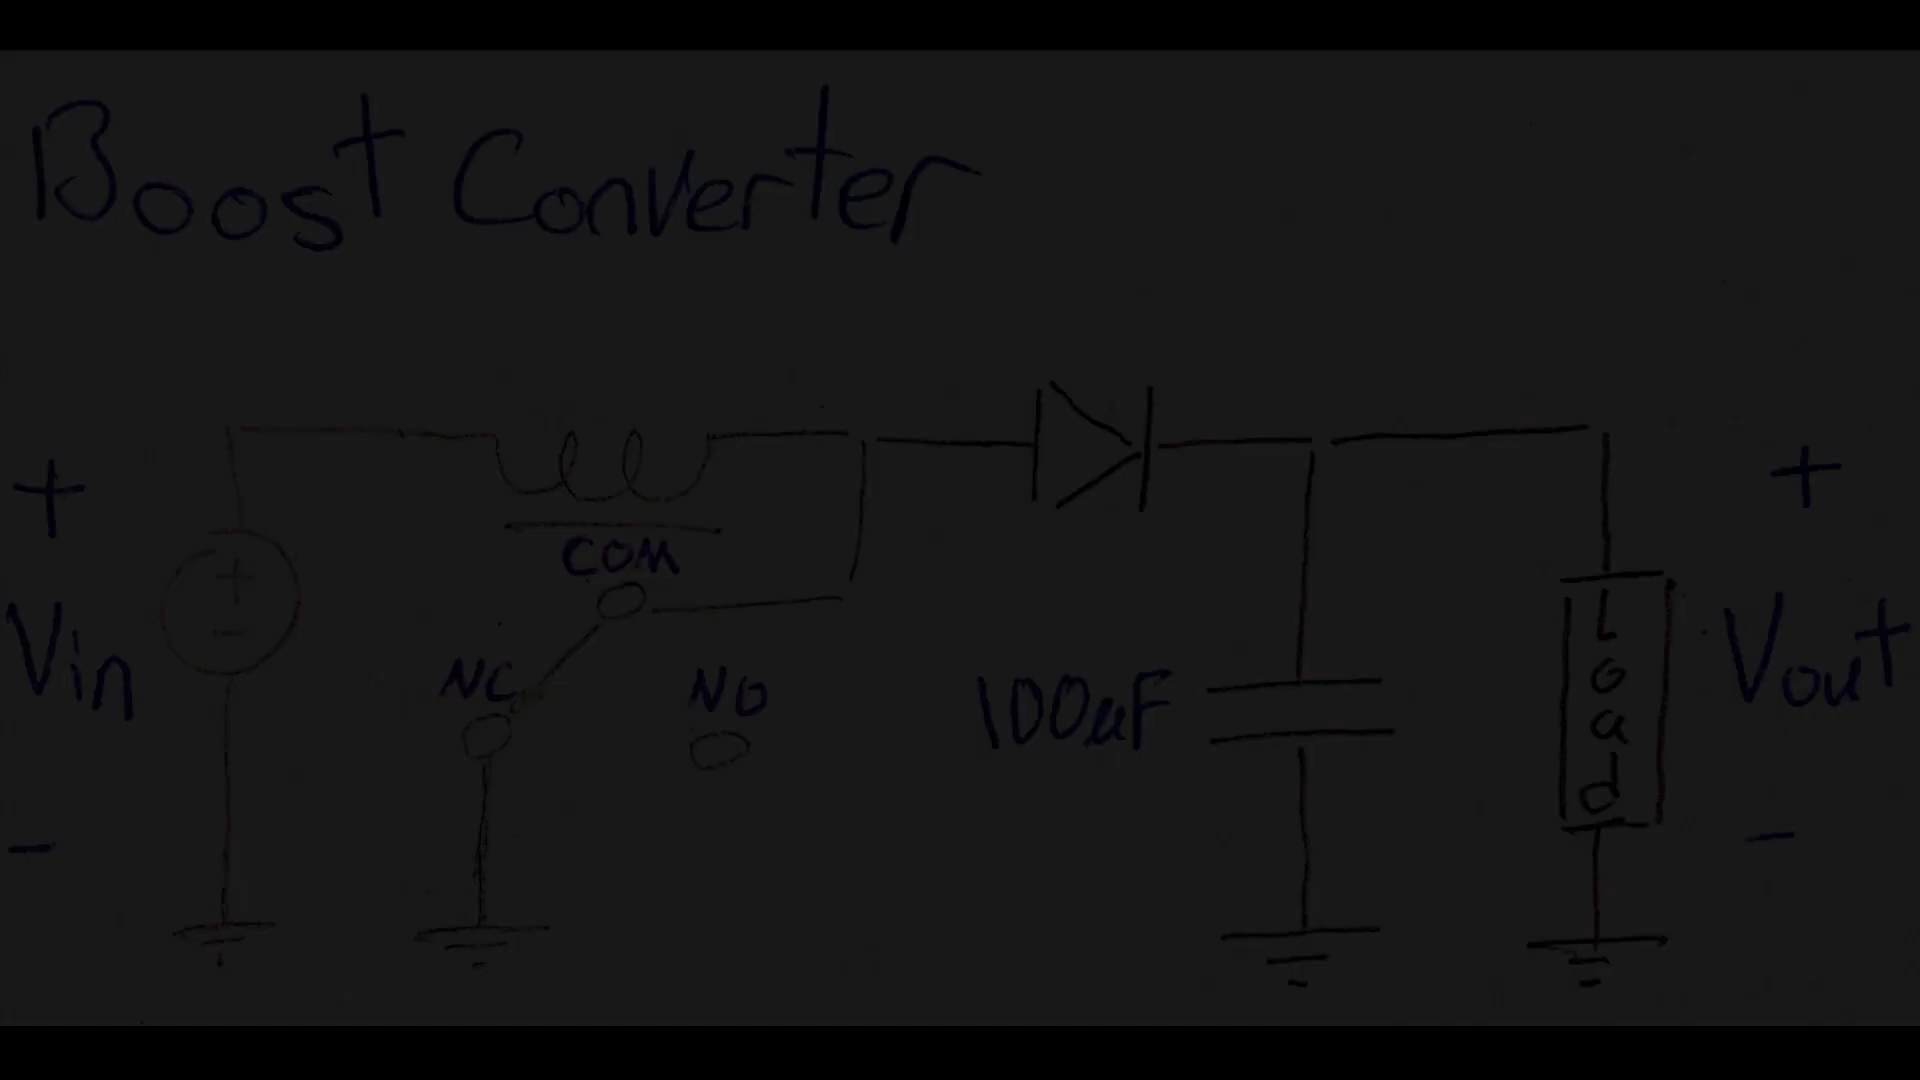 Boost Converter
+
+
COM
Vin
NC
NO
100uF
Load
Vout
-
-